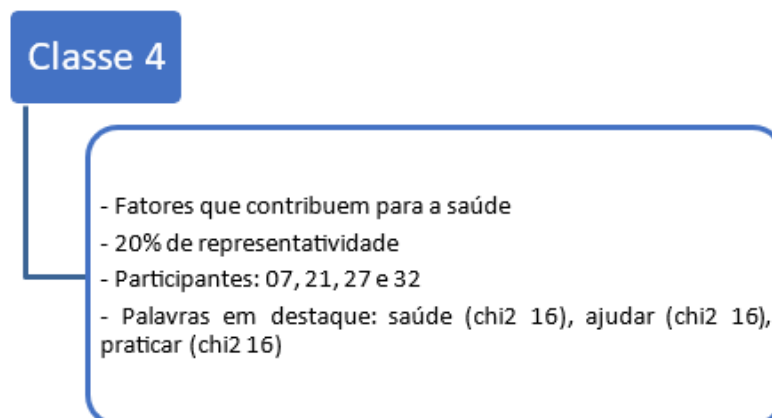 Classe 4
- Fatores que contribuem para a saúde
- 20% de representatividade
- Participantes: 07, 21, 27 e 32
- Palavras em destaque: saúde (chi2 16), ajudar (chi2 16),
praticar (chi2 16)